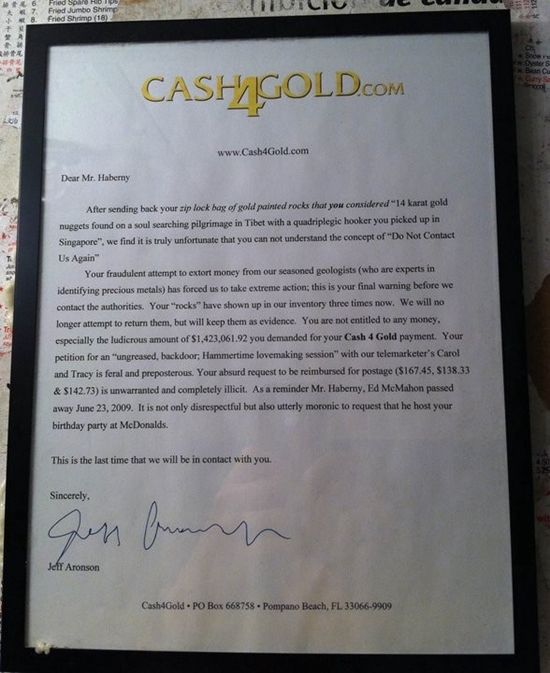 Fried Spare Rib Tips
7. Fried Jumbo Shrimp
8. Fried Shrimp (18)
CASH4GOLD.COM
www.Cash4Gold.com
Dear Mr. Haberny
After sending back your zip lock bag of gold painted rocks that you considered "14 karat gold
nuggets found on a soul searching pilgrimage in Tibet with a quadriplegic hooker you picked up in
Singapore", we find it is truly unfortunate that you can not understand the concept of "Do Not Contact
Us Again"
Your fraudulent attempt to extort money from our seasoned geologists (who are experts in
identifying precious metals) has forced us to take extreme action; this is your final warning before we
contact the authorities. Your "rocks" have shown up in our inventory three times now. We will no
longer attempt to return them, but will keep them as evidence. You are not entitled to any money,
especially the ludicrous amount of $1,423,061.92 you demanded for your Cash 4 Gold payment. Your
petition for an "ungreased, backdoor, Hammertime lovemaking session" with our telemarketer's Carol
and Tracy is feral and preposterous. Your absurd request to be reimbursed for postage ($167.45, $138.33
& $142.73) is unwarranted and completely illicit. As a reminder Mr. Haberny, Ed McMahon passed
away June 23, 2009. It is not only disrespectful but also utterly moronic to request that he host your
birthday party at McDonalds.
This is the last time that we will be in contact with you.
Sincerely,
Jeff Aronson
Cash4Gold • PO Box 668758 • Pompano Beach, FL 33066-9909